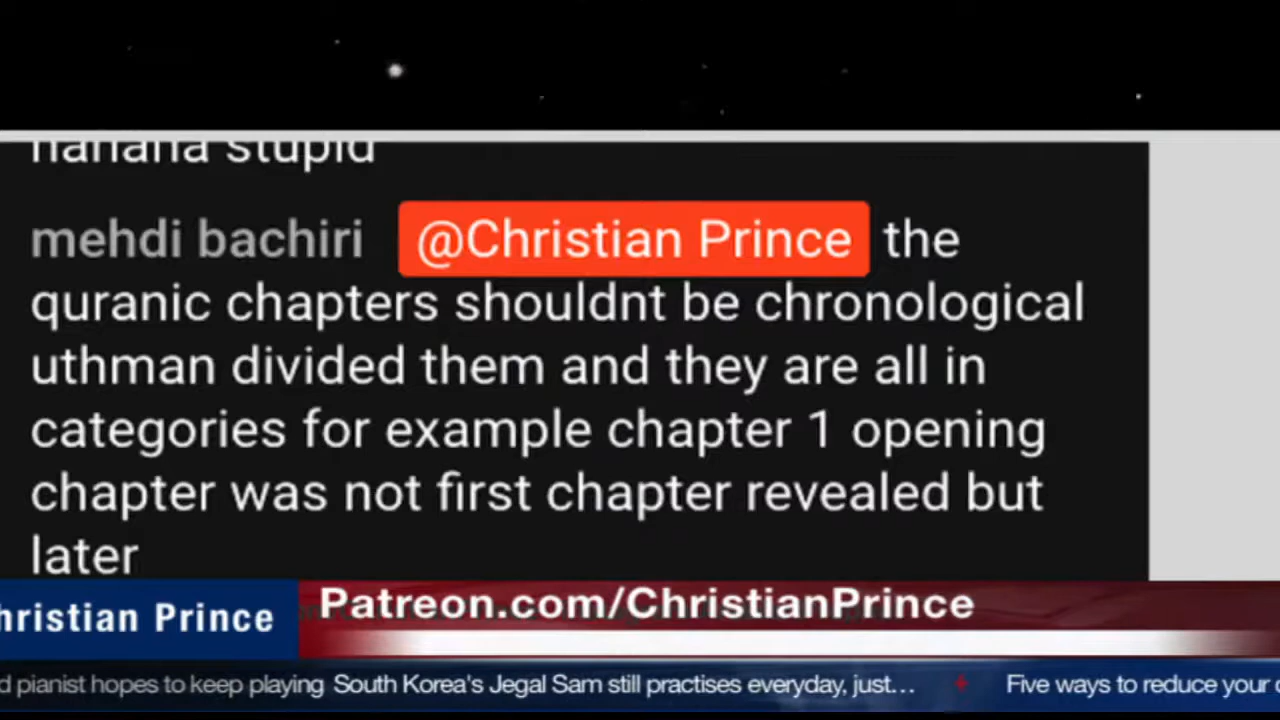 hahaha stupid
mehdi bachiri @Christian Prince the
quranic chapters shouldnt be chronological
uthman divided them and they are all in
categories for example chapter 1 opening
chapter was not first chapter revealed but
later
hristian Prince
Patreon.com/ChristianPrince
d pianist hopes to keep playing South Korea's Jegal Sam still practises everyday, just... Five ways to reduce your